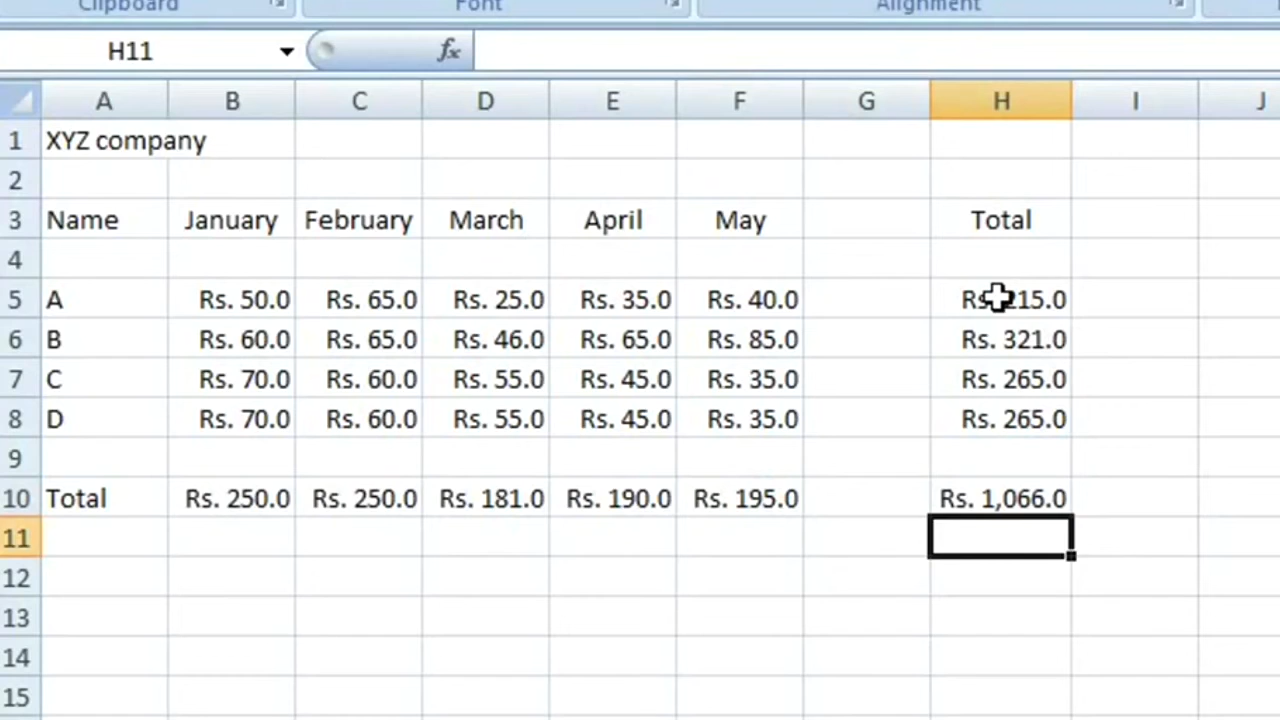 Clipboard Font Alignment
H11 fx
A B C D E F G H I J
1 XYZ company
2
3 Name January February March April May Total
4
5 A Rs. 50.0 Rs. 65.0 Rs. 25.0 Rs. 35.0 Rs. 40.0 15.0
6 B Rs. 60.0 Rs. 65.0 Rs. 46.0 Rs. 65.0 Rs. 85.0 Rs. 321.0
7 C Rs. 70.0 Rs. 60.0 Rs. 55.0 Rs. 45.0 Rs. 35.0 Rs. 265.0
8 D Rs. 70.0 Rs. 60.0 Rs. 55.0 Rs. 45.0 Rs. 35.0 Rs. 265.0
9
10 Total Rs. 250.0 Rs. 250.0 Rs. 181.0 Rs. 190.0 Rs. 195.0 Rs. 1,066.0
11
12
13
14
15